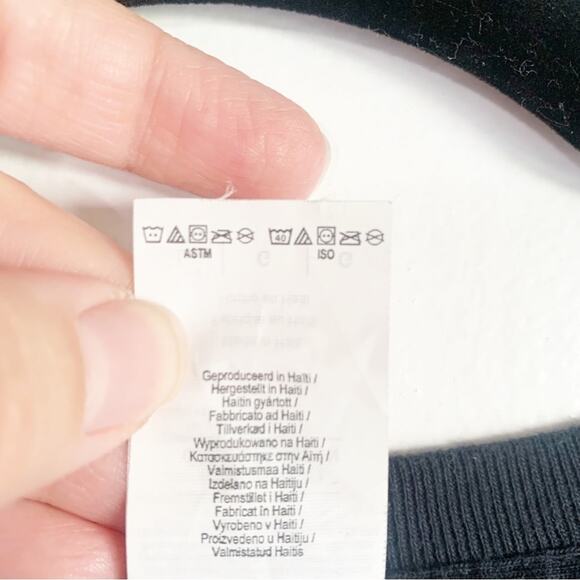 40
ASTM
ISO
Geproduceerd in Haïti /
Hergestellt in Haiti /
Haitin gyártott /
Fabbricato ad Haiti /
Tillverkad i Haiti /
Wyprodukowano na Haiti /
Κατασκευάστηκε στην Αϊτή /
Valmistusmaa Haiti /
Izdelano na Haitiju /
Fremstillet i Haiti /
Fabricat în Haiti /
Vyrobeno v Haiti /
Proizvedeno u Haitiju /
Valmistatud Haitis